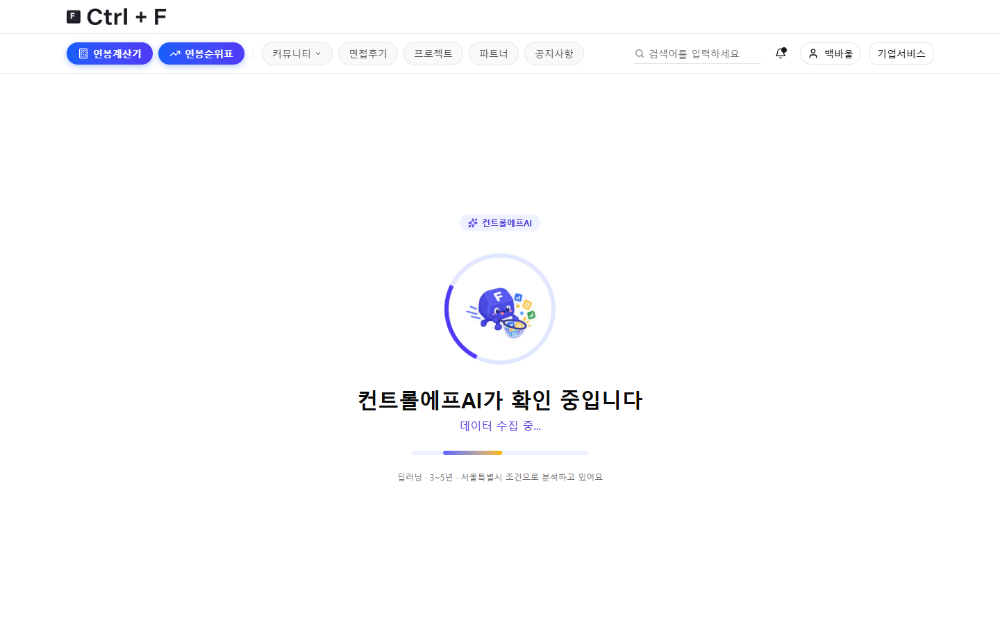 F Ctrl + F
연봉계산기 연봉순위표 커뮤니티 면접후기 프로젝트 파트너 공지사항 검색어를 입력하세요 백바울 기업서비스
컨트롤에프AI
F
컨트롤에프AI가 확인 중입니다
데이터 수집 중...
딥러닝 · 3~5년 · 서울특별시 조건으로 분석하고 있어요